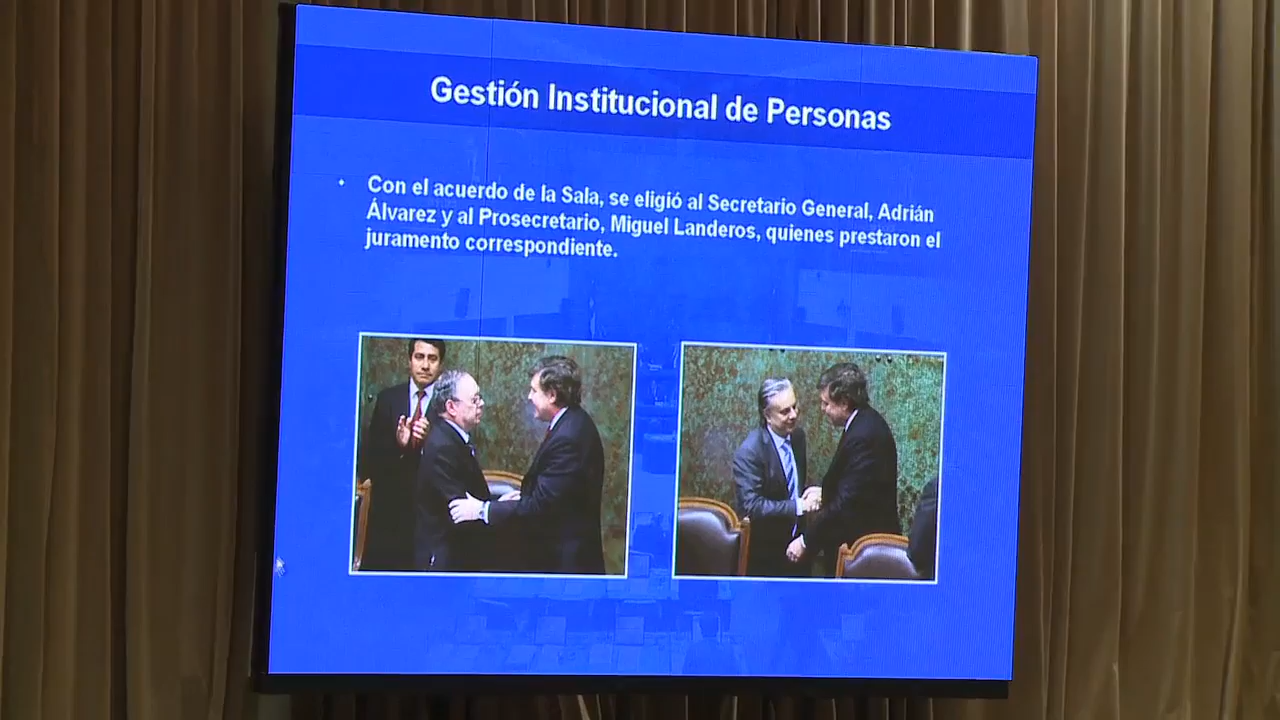 Gestión Institucional de Personas
Con el acuerdo de la Sala, se eligió al Secretario General, Adrián
Álvarez y al Prosecretario, Miguel Landeros, quienes prestaron el
juramento correspondiente.